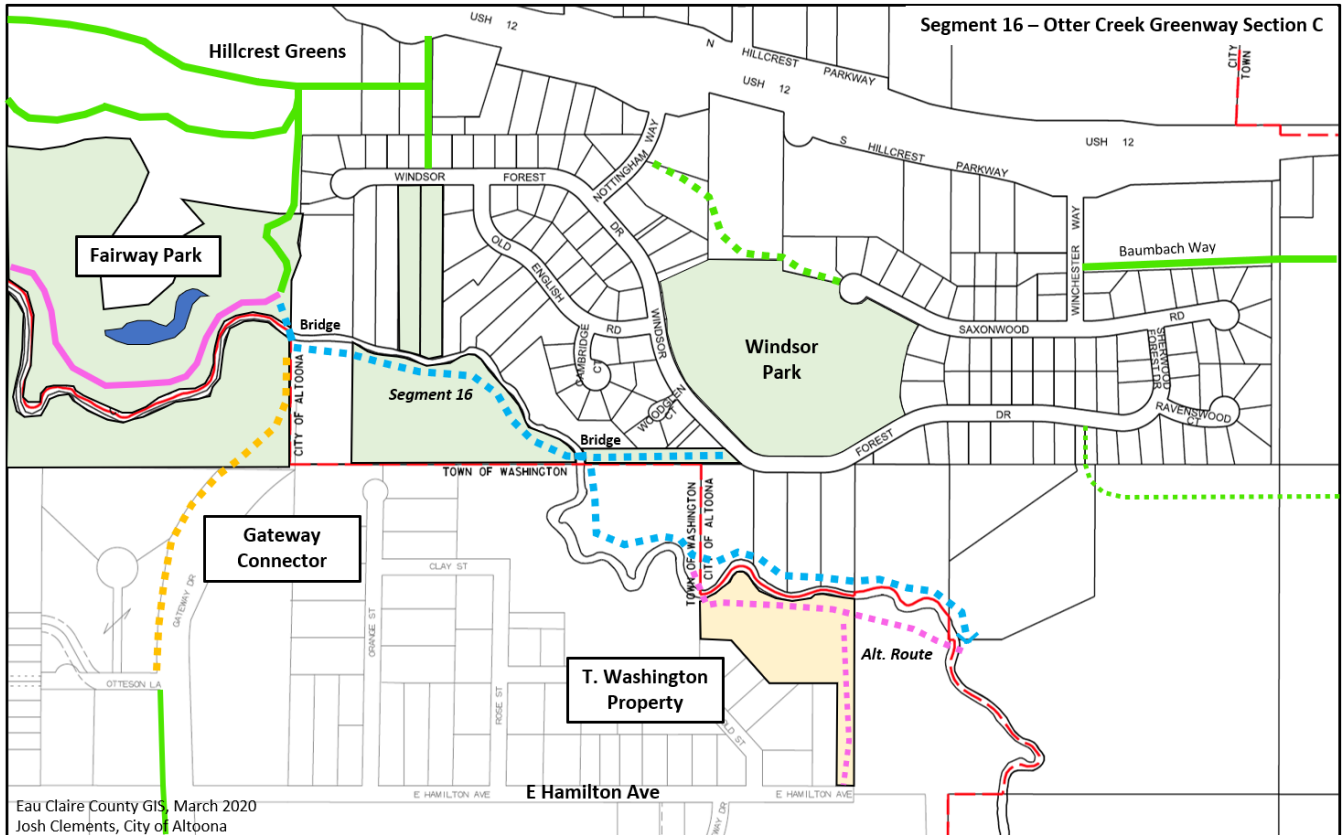 Segment 16 – Otter Creek Greenway Section C
USH 12
N HILLCREST PARKWAY
USH 12
CITY
TOWN
Hillcrest Greens
S HILLCREST PARKWAY
USH 12
NOTTINGHAM WAY
WINDSOR FOREST DR
WINCHESTER WAY
Fairway Park
OLD ENGLISH RD
Baumbach Way
Bridge
WINDSOR
SAXONWOOD RD
CAMBRIDGE CT
Windsor
Park
SHERWOOD
FOREST DR
Segment 16
WOODGLEN CT
FOREST DR
RAVENSWOOD
CT
CITY OF ALTOONA
Bridge
TOWN OF WASHINGTON
TOWN OF WASHINGTON
CITY OF ALTOONA
Gateway
Connector
CLAY ST
GATEWAY DR
ORANGE ST
Alt. Route
T. Washington
Property
OTTESON LA
ROSE ST
LD ST
E HAMILTON AVE
E Hamilton Ave
E HAMILTON AVE
WAY DR
Eau Claire County GIS, March 2020
Josh Clements, City of Altoona